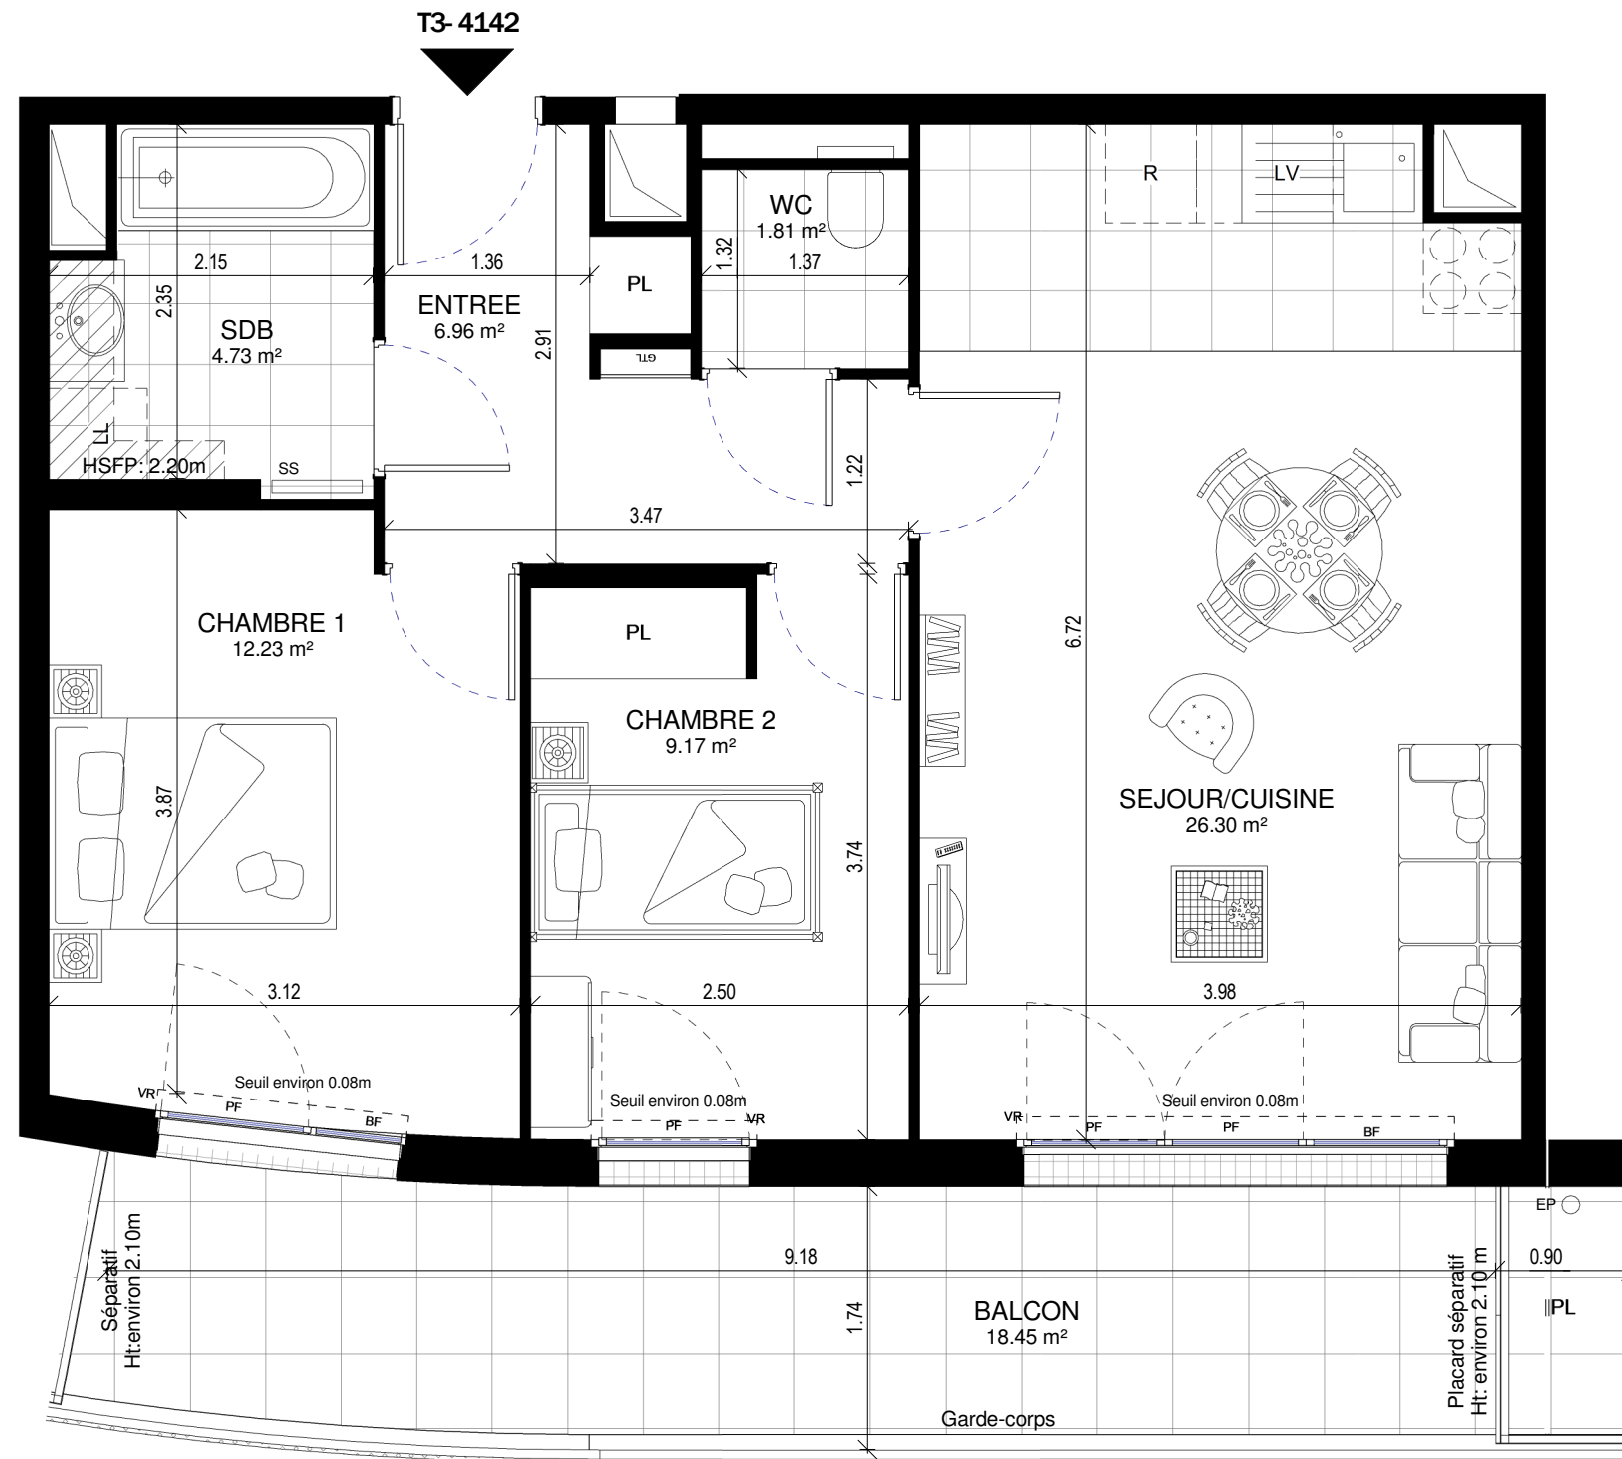 T3- 4142
R
LV
WC
1.81 m²
1.32
1.37
2.15
1.36
PL
2.35
ENTREE
6.96 m²
SDB
4.73 m²
2.91
GTL
LL
HSFP: 2.20m
SS
1.22
3.47
CHAMBRE 1
12.23 m²
PL
6.72
CHAMBRE 2
9.17 m²
3.87
3.74
SEJOUR/CUISINE
26.30 m²
3.12
2.50
3.98
Seuil environ 0.08m
VR
PF
BF
Seuil environ 0.08m
PF
VR
Seuil environ 0.08m
VR
PF
PF
BF
EP
Séparatif
Ht:environ 2.10m
9.18
1.74
BALCON
18.45 m²
Placard séparatif
Ht: environ 2.10 m
0.90
PL
Garde-corps